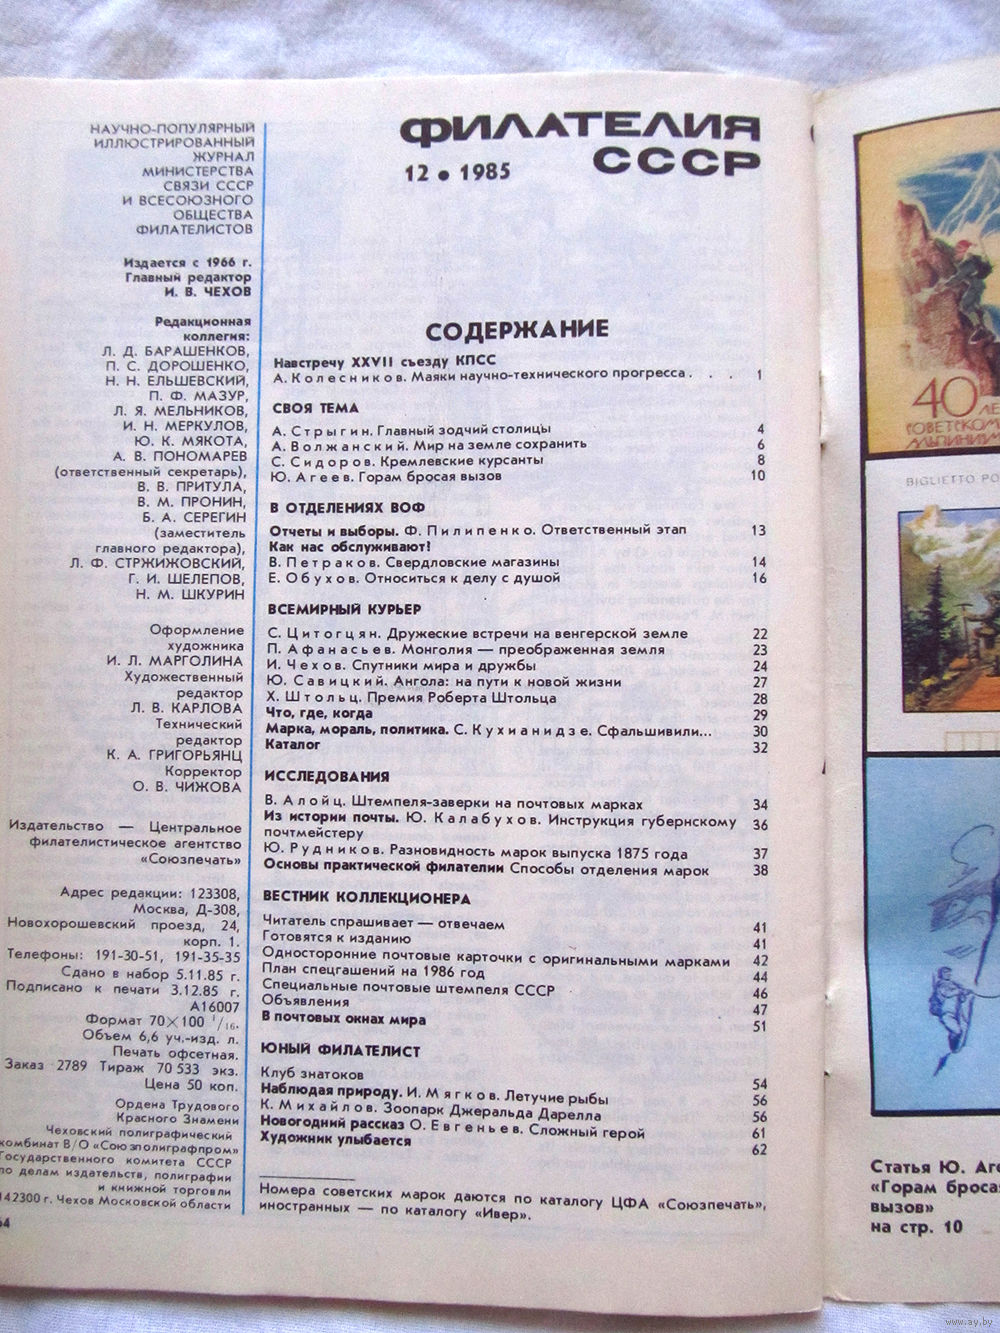 НАУЧНО-ПОПУЛЯРНЫЙ
ИЛЛЮСТРИРОВАННЫЙ
ЖУРНАЛ
МИНИСТЕРСТВА
СВЯЗИ СССР
И ВСЕСОЮЗНОГО
ОБЩЕСТВА
ФИЛАТЕЛИСТОВ
Издается с 1966 г.
Главный редактор
И. В. ЧЕХОВ
Редакционная
коллегия:
Л. Д. БАРАШЕНКОВ,
П. С. ДОРОШЕНКО,
Н. Н. ЕЛЬШЕВСКИЙ,
П. Ф. МАЗУР,
Л. Я. МЕЛЬНИКОВ,
И. Н. МЕРКУЛОВ,
Ю. К. МЯКОТА,
А. В. ПОНОМАРЕВ
(ответственный секретарь),
В. В. ПРИТУЛА,
В. М. ПРОНИН,
Б. А. СЕРЕГИН
(заместитель
главного редактора),
Л. Ф. СТРЖИЖОВСКИЙ,
Г. И. ШЕЛЕПОВ,
Н. М. ШКУРИН
Оформление
художника
И. Л. МАРГОЛИНА
Художественный
редактор
Л. В. КАРЛОВА
Технический
редактор
К. А. ГРИГОРЬЯНЦ
Корректор
О. В. ЧИЖОВА
Издательство — Центральное
филателистическое агентство
«Союзпечать»
Адрес редакции: 123308,
Москва, Д-308,
Новохорошевский проезд, 24,
корп. 1.
Телефоны: 191-30-51, 191-35-35
Сдано в набор 5.11.85 г.
Подписано к печати 3.12.85 г.
А16007
Формат 70×100 1/16.
Объем 6,6 уч.-изд. л.
Печать офсетная.
Заказ 2789 Тираж 70 533 экз.
Цена 50 коп.
Ордена Трудового
Красного Знамени
Чеховский полиграфический
комбинат В/О «Союзполиграфпром»
Государственного комитета СССР
по делам издательств, полиграфии
и книжной торговли
142300 г. Чехов Московской области
64
ФИЛАТЕЛИЯ
СССР
12 • 1985
СОДЕРЖАНИЕ
Навстречу XXVII съезду КПСС
А. Колесников. Маяки научно-технического прогресса . . . 1
СВОЯ ТЕМА
А. Стрыгин. Главный зодчий столицы 4
А. Волжанский. Мир на земле сохранить 6
С. Сидоров. Кремлевские курсанты 8
Ю. Агеев. Горам бросая вызов 10
В ОТДЕЛЕНИЯХ ВОФ
Отчеты и выборы. Ф. Пилипенко. Ответственный этап 13
Как нас обслуживают!
В. Петраков. Свердловские магазины 14
Е. Обухов. Относиться к делу с душой 16
ВСЕМИРНЫЙ КУРЬЕР
С. Цитогцян. Дружеские встречи на венгерской земле 22
П. Афанасьев. Монголия — преображенная земля 23
И. Чехов. Спутники мира и дружбы 24
Ю. Савицкий. Ангола: на пути к новой жизни 27
Х. Штольц. Премия Роберта Штольца 28
Что, где, когда 29
Марка, мораль, политика. С. Кухианидзе. Сфальшивили... 30
Каталог 32
ИССЛЕДОВАНИЯ
В. Алойц. Штемпеля-заверки на почтовых марках 34
Из истории почты. Ю. Калабухов. Инструкция губернскому 36
почтмейстеру
Ю. Рудников. Разновидность марок выпуска 1875 года 37
Основы практической филателии Способы отделения марок 38
ВЕСТНИК КОЛЛЕКЦИОНЕРА
Читатель спрашивает — отвечаем 41
Готовятся к изданию 41
Односторонние почтовые карточки с оригинальными марками 42
План спецгашений на 1986 год 44
Специальные почтовые штемпеля СССР 46
Объявления 47
В почтовых окнах мира 51
ЮНЫЙ ФИЛАТЕЛИСТ
Клуб знатоков 54
Наблюдая природу. И. Мягков. Летучие рыбы 56
К. Михайлов. Зоопарк Джеральда Даррелла 56
Новогодний рассказ О. Евгеньев. Сложный герой 61
Художник улыбается 62
Номера советских марок даются по каталогу ЦФА «Союзпечать»,
иностранных — по каталогу «Ивер».
40 ЛЕ
СОВЕТСКОМ
ЛЬПИНИЗМ
BIGLIETTO PO
Статья Ю. Аге
«Горам броса
вызов»
на стр. 10
www.ay.by